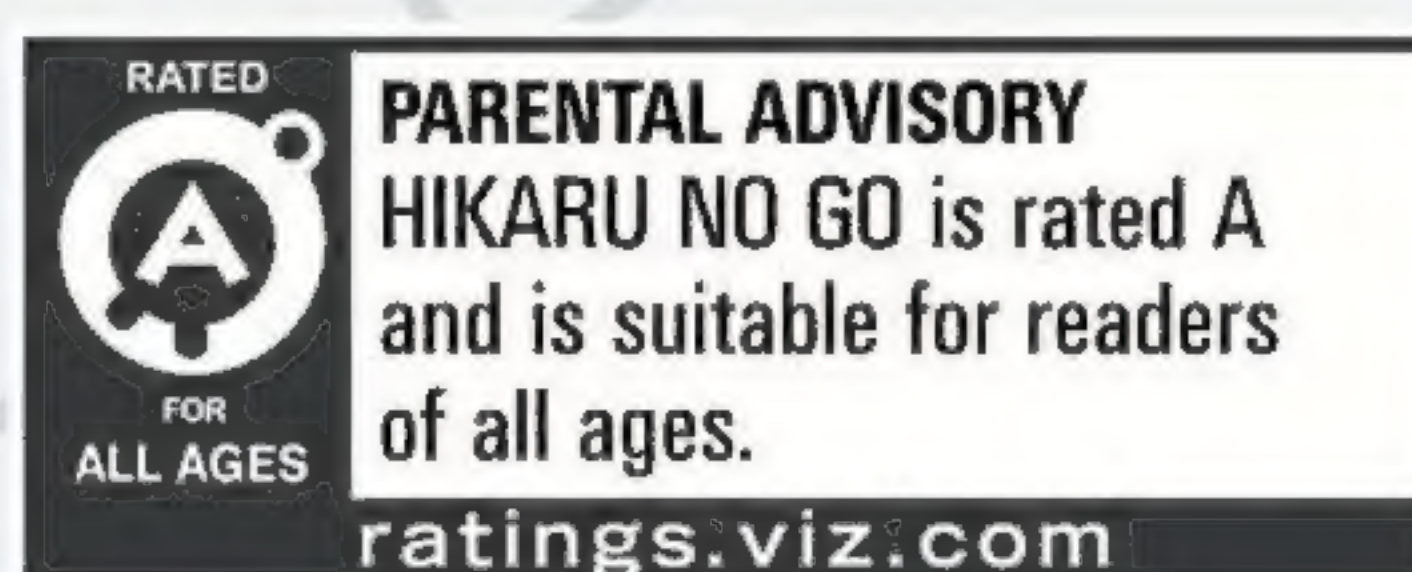 RATED
A
FOR
ALL AGES
PARENTAL ADVISORY
HIKARU NO GO is rated A
and is suitable for readers
of all ages.
ratings.viz.com